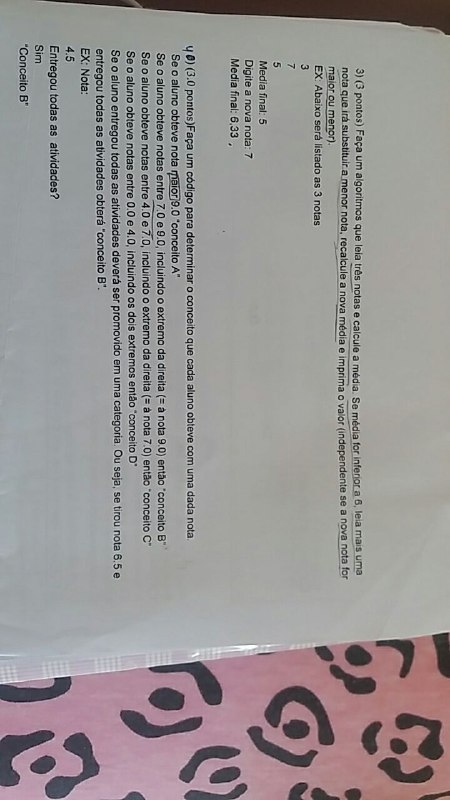 3) (3 pontos) Faça um algoritmos que leia três notas e calcule a média. Se média for inferior a 6, leia mais uma
nota que irá substituir a menor nota, recalcule a nova média e imprima o valor (independente se a nova nota for
maior ou menor).
EX: Abaixo será listado as 3 notas
3
7
5
Media final: 5
Digite a nova nota: 7
Media fnal: 6.33
4) (3.0 pontos)Faça um código para determinar o conceito que cada aluno obteve com uma dada nota
Se o aluno obteve nota maior 9.0 "conceito A"
Se o aluno obteve notas entre 7.0 e 9.0, incluindo o extremo da direita (= à nota 9.0) então "conceito B"
Se o aluno obteve notas entre 4.0 e 7.0, incluindo o extremo da direita (= à nota 7.0) então "conceito C"
Se o aluno obteve notas entre 0.0 e 4.0, incluindo os dois extremos então "conceito D"
Se o aluno entregou todas as atividades deverá ser promovido em uma categoria. Ou seja, se tirou nota 6.5 e
entregou todas as atividades obterá "conceito B".
EX: Nota:
4,5
Entregou todas as atividades?
Sim
"Conceito B"